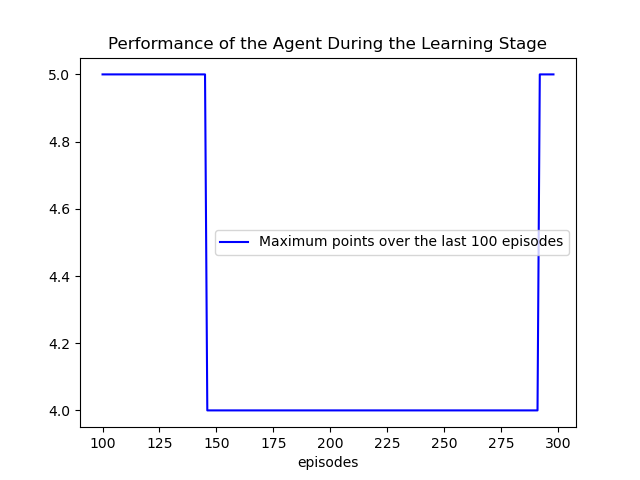 Performance of the Agent During the Learning Stage
5.0
4.8
4.6
4.4
4.2
4.0
Maximum points over the last 100 episodes
100 125 150 175 200 225 250 275 300
episodes